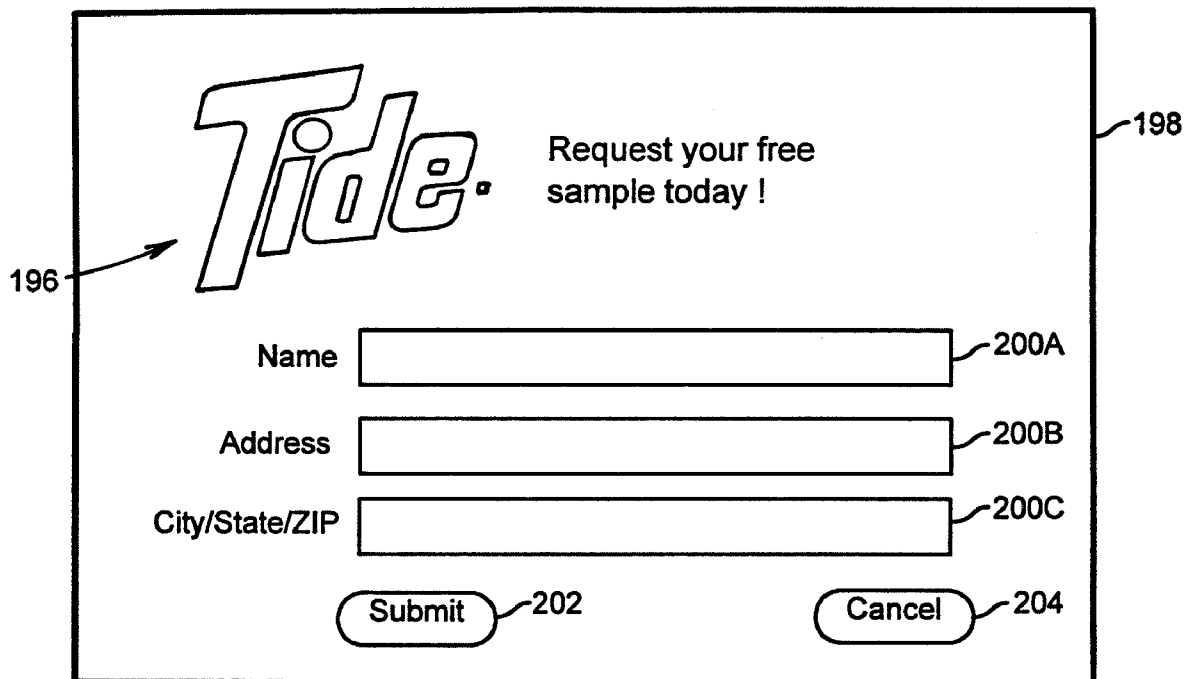 Tide.
Request your free
sample today !
198
196
Name
200A
Address
200B
City/State/ZIP
200C
Submit
202
Cancel
204